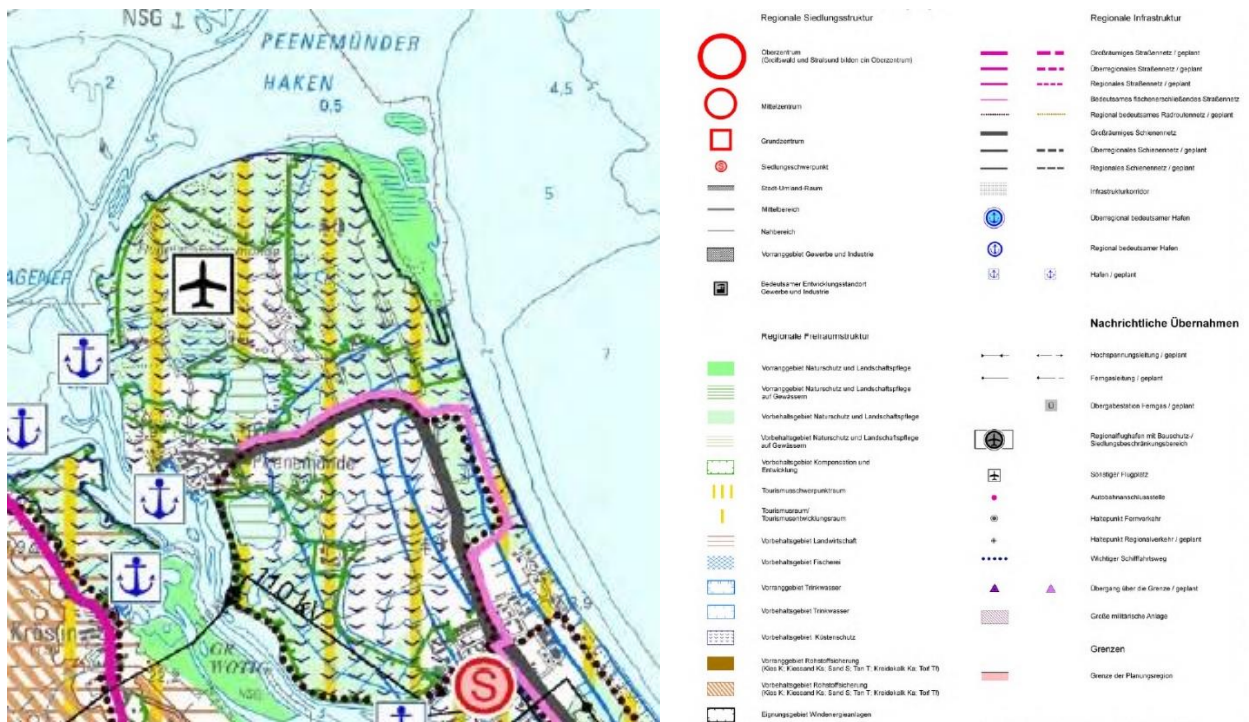 NSG
PEENEMÜNDER
HAKEN
0,5
4,5
2
5
7
Peenemünde
110 kV
Kröslin
GR
WOTIG
NSG
S
Regionale Siedlungsstruktur
Oberzentrum
(Greifswald und Stralsund bilden ein Oberzentrum)
Mittelzentrum
Grundzentrum
S
Siedlungsschwerpunkt
Stadt-Umland-Raum
Mittelbereich
Nahbereich
Vorranggebiet Gewerbe und Industrie
Bedeutsamer Entwicklungsstandort
Gewerbe und Industrie
Regionale Freiraumstruktur
Vorranggebiet Naturschutz und Landschaftspflege
Vorranggebiet Naturschutz und Landschaftspflege
auf Gewässern
Vorbehaltsgebiet Naturschutz und Landschaftspflege
Vorbehaltsgebiet Naturschutz und Landschaftspflege
auf Gewässern
Vorbehaltsgebiet Kompensation und
Entwicklung
Tourismusschwerpunktraum
Tourismusraum/
Tourismusentwicklungsraum
Vorbehaltsgebiet Landwirtschaft
Vorbehaltsgebiet Fischerei
Vorranggebiet Trinkwasser
Vorbehaltsgebiet Trinkwasser
Vorbehaltsgebiet Küstenschutz
Vorranggebiet Rohstoffsicherung
(Kies K; Kiessand Ks; Sand S; Ton T; Kreidekalk Ka; Torf Tf)
Vorbehaltsgebiet Rohstoffsicherung
(Kies K; Kiessand Ks; Sand S; Ton T; Kreidekalk Ka; Torf Tf)
Eignungsgebiet Windenergieanlagen
Regionale Infrastruktur
Großräumiges Straßennetz / geplant
Überregionales Straßennetz / geplant
Regionales Straßennetz / geplant
Bedeutsames flächenerschließendes Straßennetz
Regional bedeutsames Radroutennetz / geplant
Großräumiges Schienennetz
Überregionales Schienennetz / geplant
Regionales Schienennetz / geplant
Infrastrukturkorridor
Überregional bedeutsamer Hafen
Regional bedeutsamer Hafen
Hafen / geplant
Nachrichtliche Übernahmen
Hochspannungsleitung / geplant
Ferngasleitung / geplant
Ü
Übergabestation Ferngas / geplant
Regionalflughafen mit Bauschutz-/
Siedlungsbeschränkungsbereich
Sonstiger Flugplatz
Autobahnanschlussstelle
Haltepunkt Fernverkehr
Haltepunkt Regionalverkehr / geplant
Wichtiger Schifffahrtsweg
Übergang über die Grenze / geplant
Große militärische Anlage
Grenzen
Grenze der Planungsregion